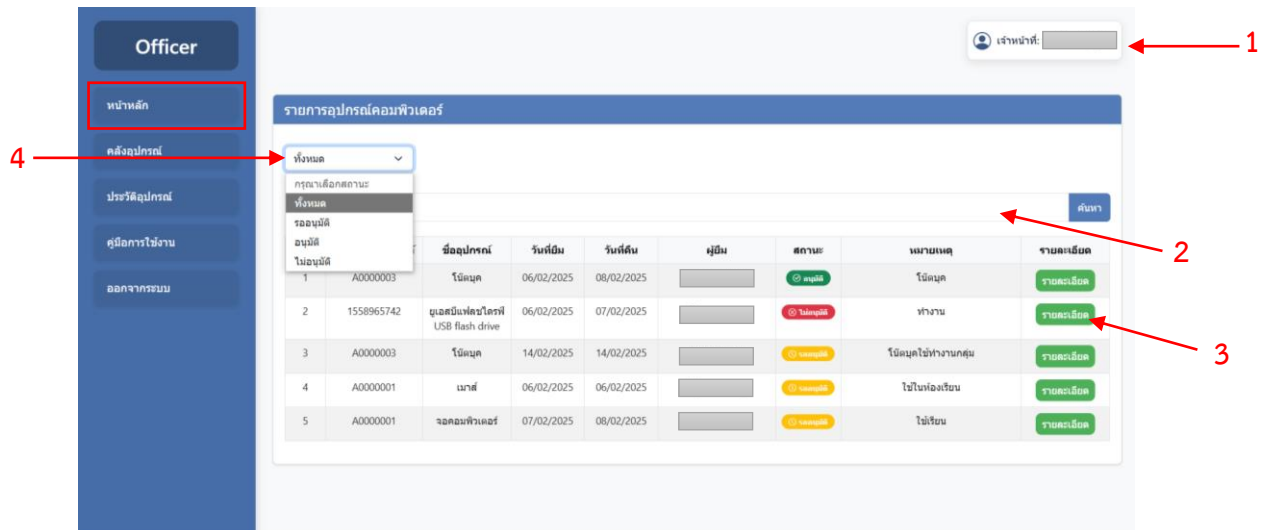 Officer
เจ้าหน้าที่:
1
หน้าหลัก
รายการอุปกรณ์คอมพิวเตอร์
คลังอุปกรณ์
4
ทั้งหมด
กรุณาเลือกสถานะ
ประวัติอุปกรณ์
ทั้งหมด
ค้นหา
รออนุมัติ
คู่มือการใช้งาน
อนุมัติ
ไม่อนุมัติ
2
ชื่ออุปกรณ์ วันที่ยืม วันที่คืน ผู้ยืม สถานะ หมายเหตุ รายละเอียด
1 A0000003 โน๊ตบุค 06/02/2025 08/02/2025 อนุมัติ โน๊ตบุค รายละเอียด
ออกจากระบบ
2 1558965742 ยูเอสบีแฟลชไดรฟ์ 06/02/2025 07/02/2025 ไม่อนุมัติ ทำงาน รายละเอียด
USB flash drive
3
3 A0000003 โน๊ตบุค 14/02/2025 14/02/2025 รออนุมัติ โน๊ตบุคใช้ทำงานกลุ่ม รายละเอียด
4 A0000001 เมาส์ 06/02/2025 06/02/2025 รออนุมัติ ใช้ในห้องเรียน รายละเอียด
5 A0000001 จอคอมพิวเตอร์ 07/02/2025 08/02/2025 รออนุมัติ ใช้เรียน รายละเอียด